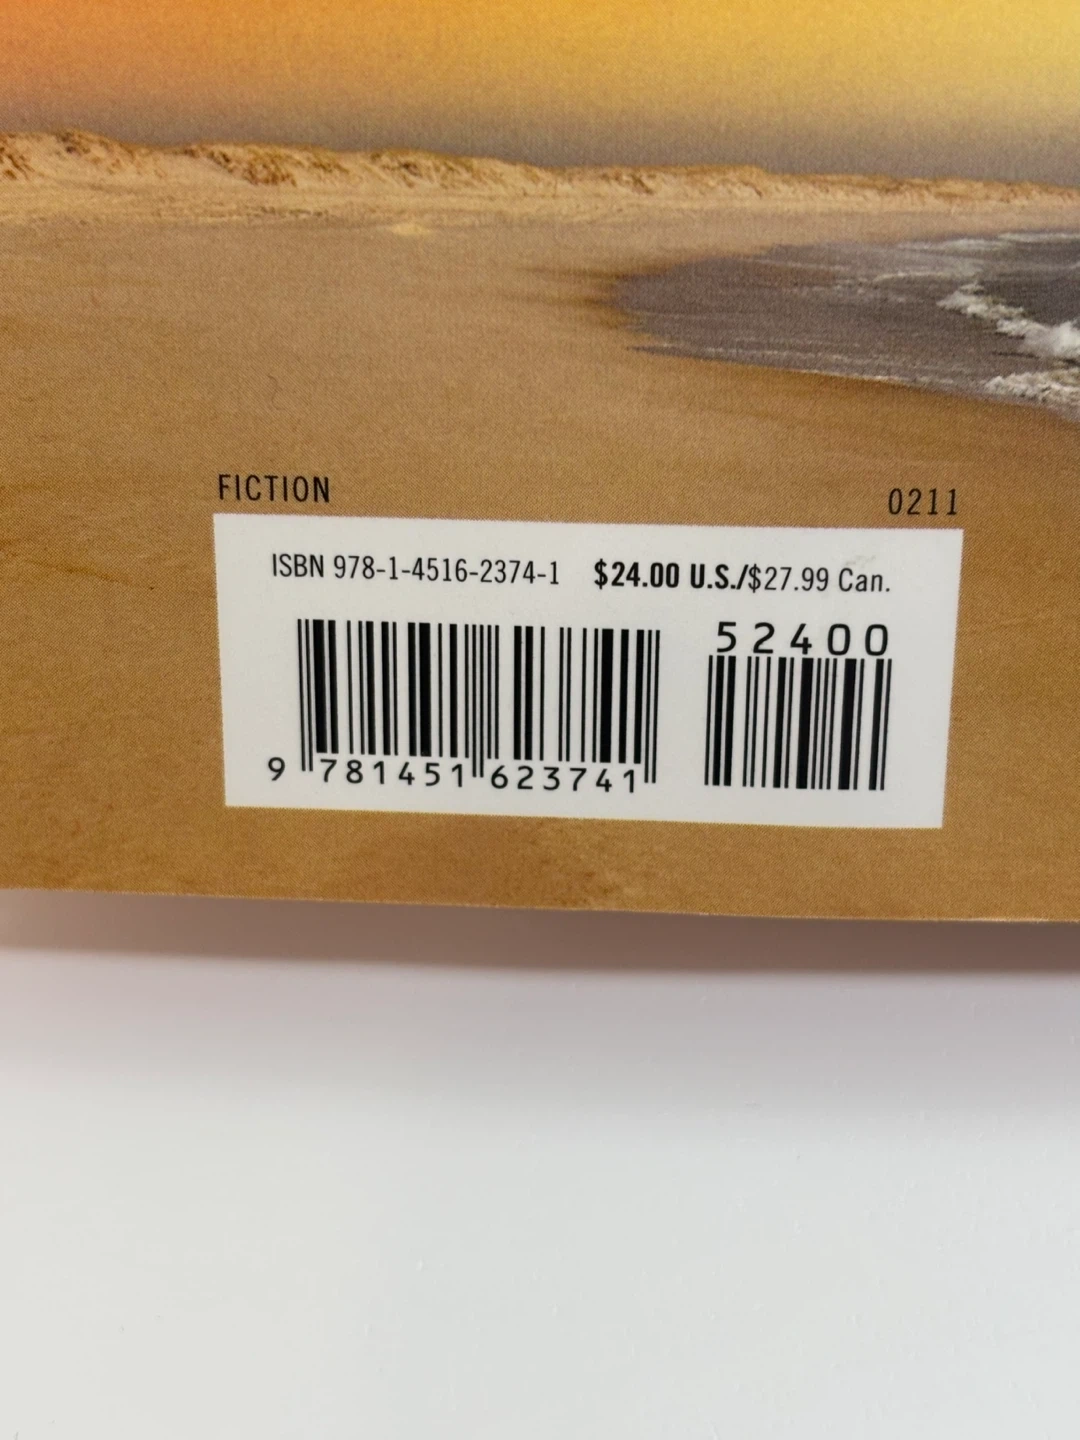 FICTION
0211
ISBN 978-1-4516-2374-1 $24.00 U.S./$27.99 Can.
52400
9 781451 623741